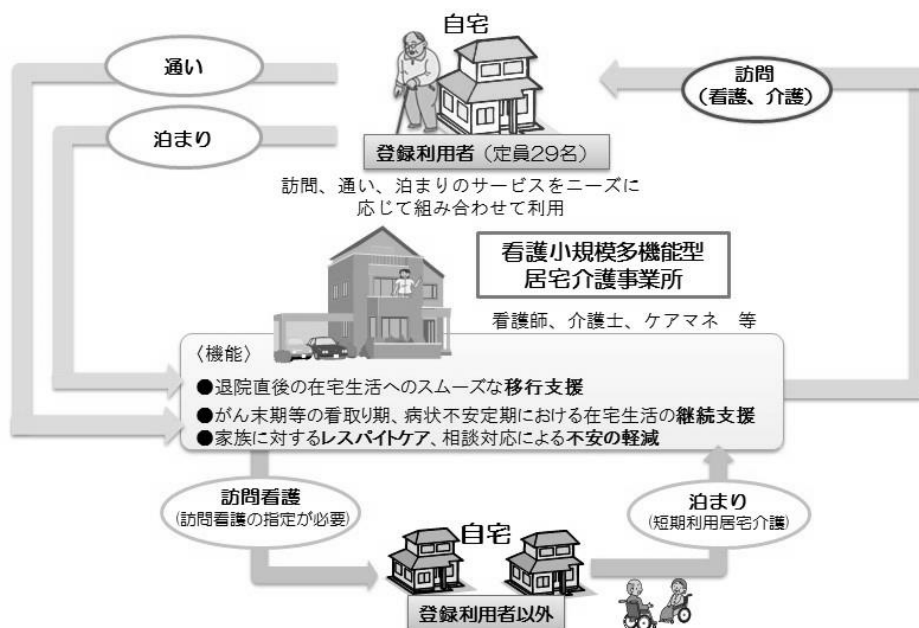 自宅
通い
訪問
(看護、介護)
泊まり
登録利用者（定員29名）
訪問、通い、泊まりのサービスをニーズに
応じて組み合わせて利用
看護小規模多機能型
居宅介護事業所
看護師、介護士、ケアマネ　等
〈機能〉
●退院直後の在宅生活へのスムーズな移行支援
●がん末期等の看取り期、病状不安定期における在宅生活の継続支援
●家族に対するレスパイトケア、相談対応による不安の軽減
訪問看護
(訪問看護の指定が必要)
泊まり
(短期利用居宅介護)
自宅
登録利用者以外